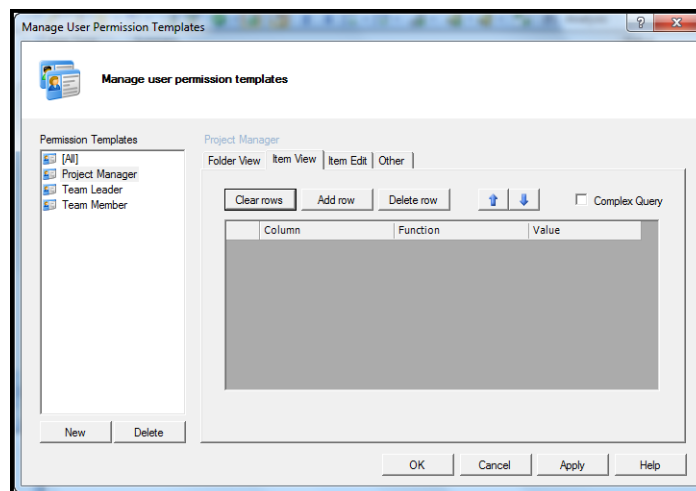 Manage User Permission Templates
Manage user permission templates
Permission Templates
[All]
Project Manager
Team Leader
Team Member
New
Delete
Project Manager
Folder View
Item View
Item Edit
Other
Clear rows
Add row
Delete row
Complex Query
Column
Function
Value
OK
Cancel
Apply
Help